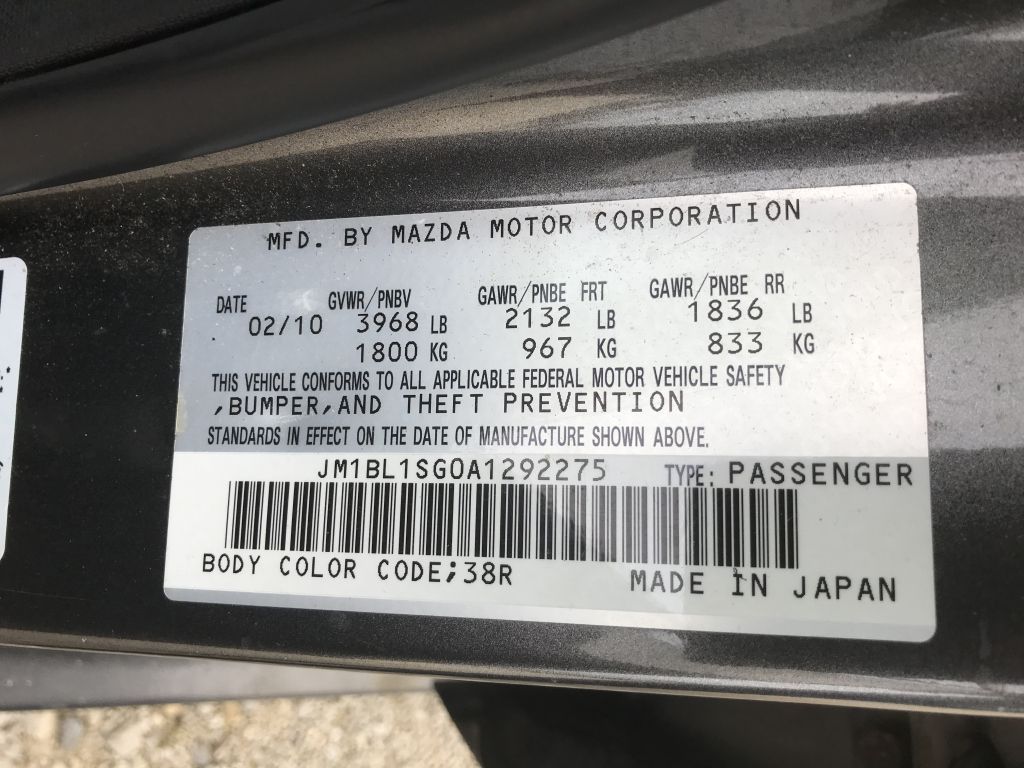 MFD. BY MAZDA MOTOR CORPORATION
DATE GVWR/PNBV GAWR/PNBE FRT GAWR/PNBE RR
02/10 3968 LB 2132 LB 1836 LB
1800 KG 967 KG 833 KG
THIS VEHICLE CONFORMS TO ALL APPLICABLE FEDERAL MOTOR VEHICLE SAFETY
,BUMPER,AND THEFT PREVENTION
STANDARDS IN EFFECT ON THE DATE OF MANUFACTURE SHOWN ABOVE.
JM1BL1SG0A1292275 TYPE: PASSENGER
BODY COLOR CODE;38R MADE IN JAPAN